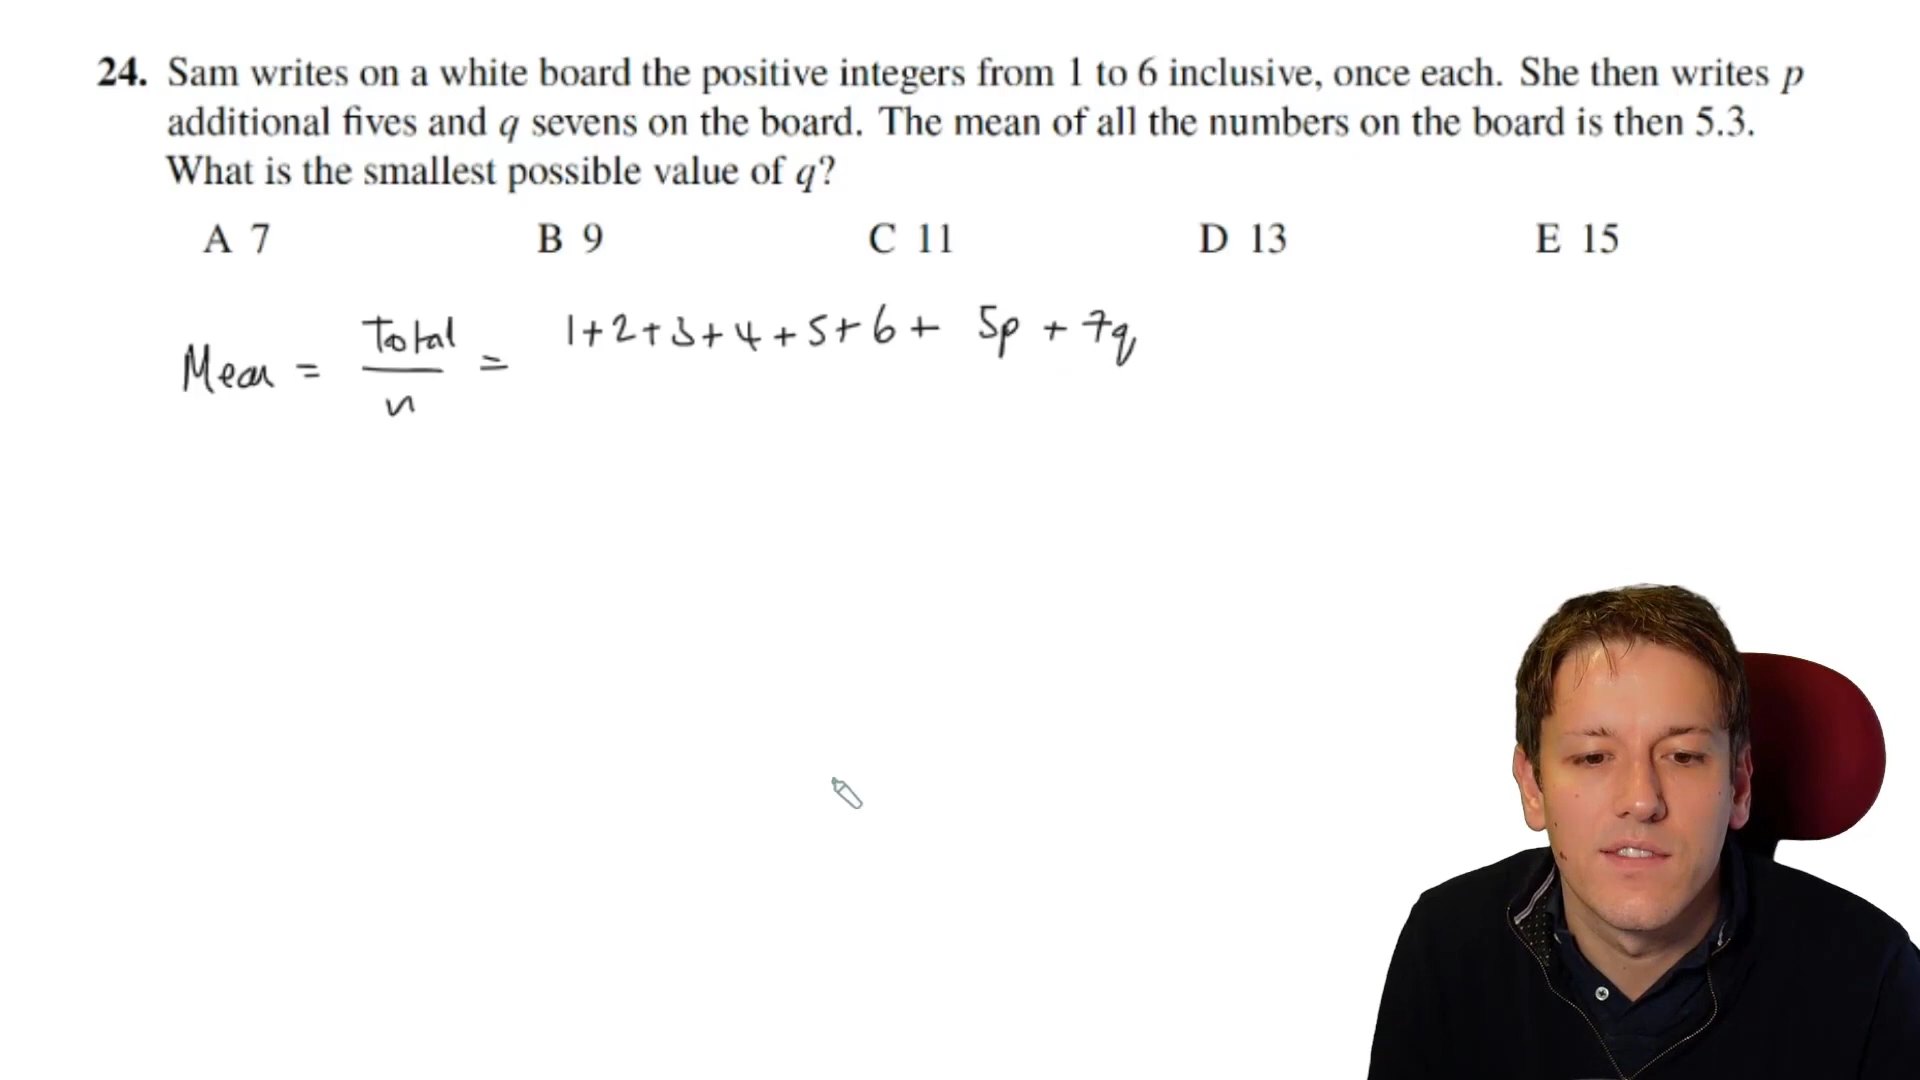 24. Sam writes on a white board the positive integers from 1 to 6 inclusive, once each. She then writes p
additional fives and q sevens on the board. The mean of all the numbers on the board is then 5.3.
What is the smallest possible value of q?
A 7 B 9 C 11 D 13 E 15
Mean = Total/n = 1+2+3+4+5+6+ 5p + 7q